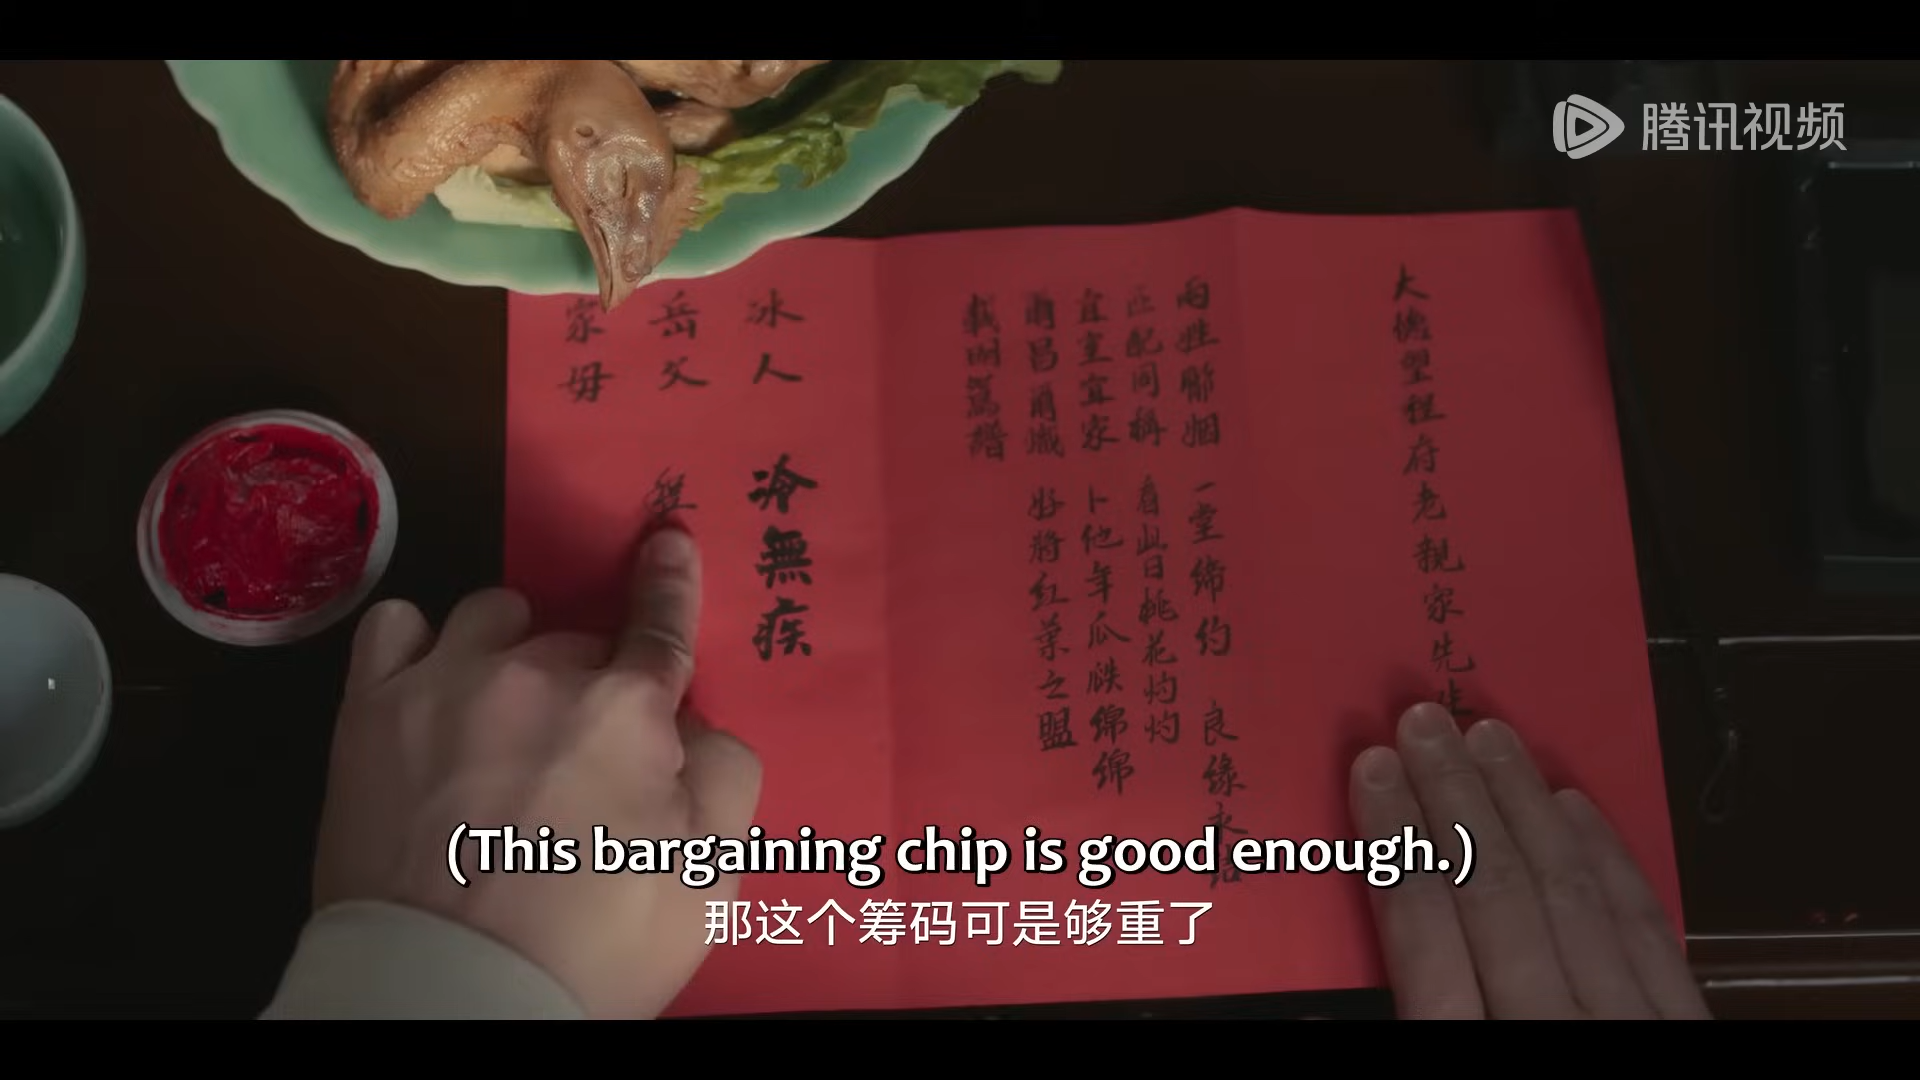 腾讯视频
大德望程府老親家先生
兩姓聯姻 一堂締約 良緣永
匹配同稱 看此日桃花灼灼
宜室宜家 卜他年瓜瓞綿綿
爾昌爾熾 好將紅葉之盟
載明鴛譜
冰人 冷無疾
岳父 程
家母
(This bargaining chip is good enough.)
那这个筹码可是够重了